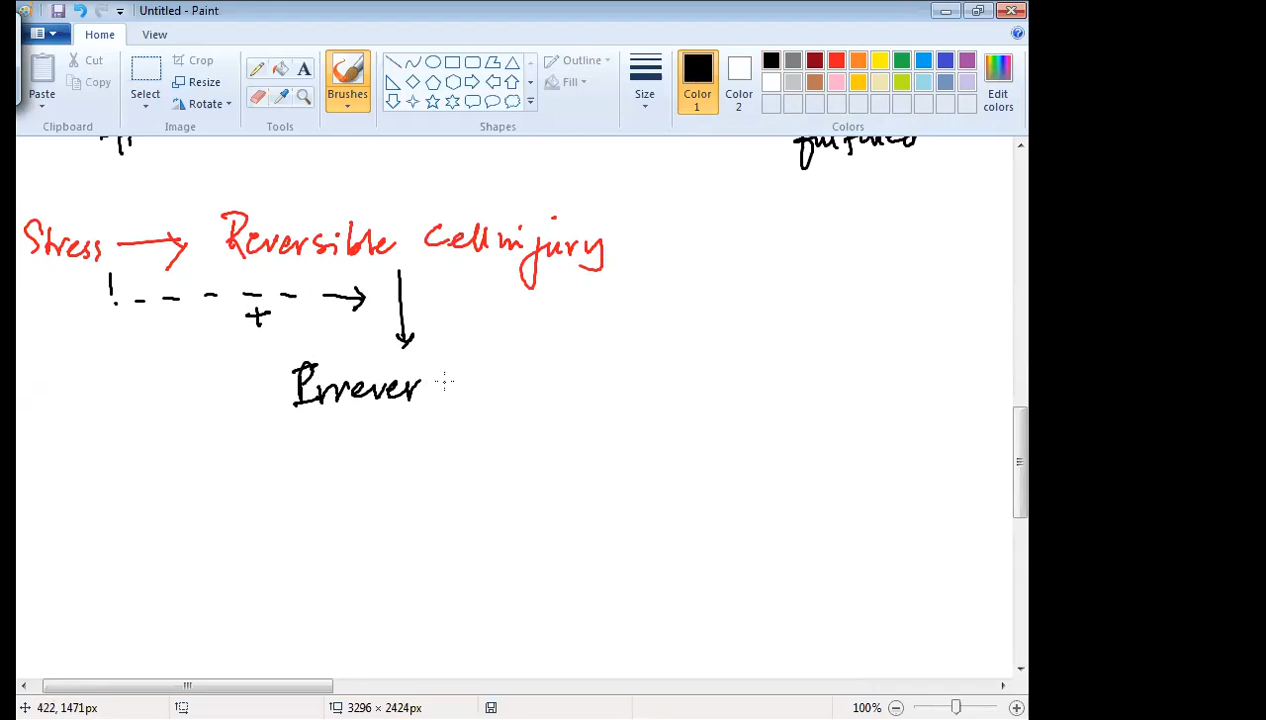 Untitled - Paint
Home View
Cut
Copy
Paste
Clipboard
Crop
Resize
Rotate
Select
Image
Tools
Brushes
Outline
Fill
Shapes
Size
Color 1
Color 2
Edit colors
Colors
Stress → Reversible Cell injury
+
Irrever
422, 1471px
3296 × 2424px
100%